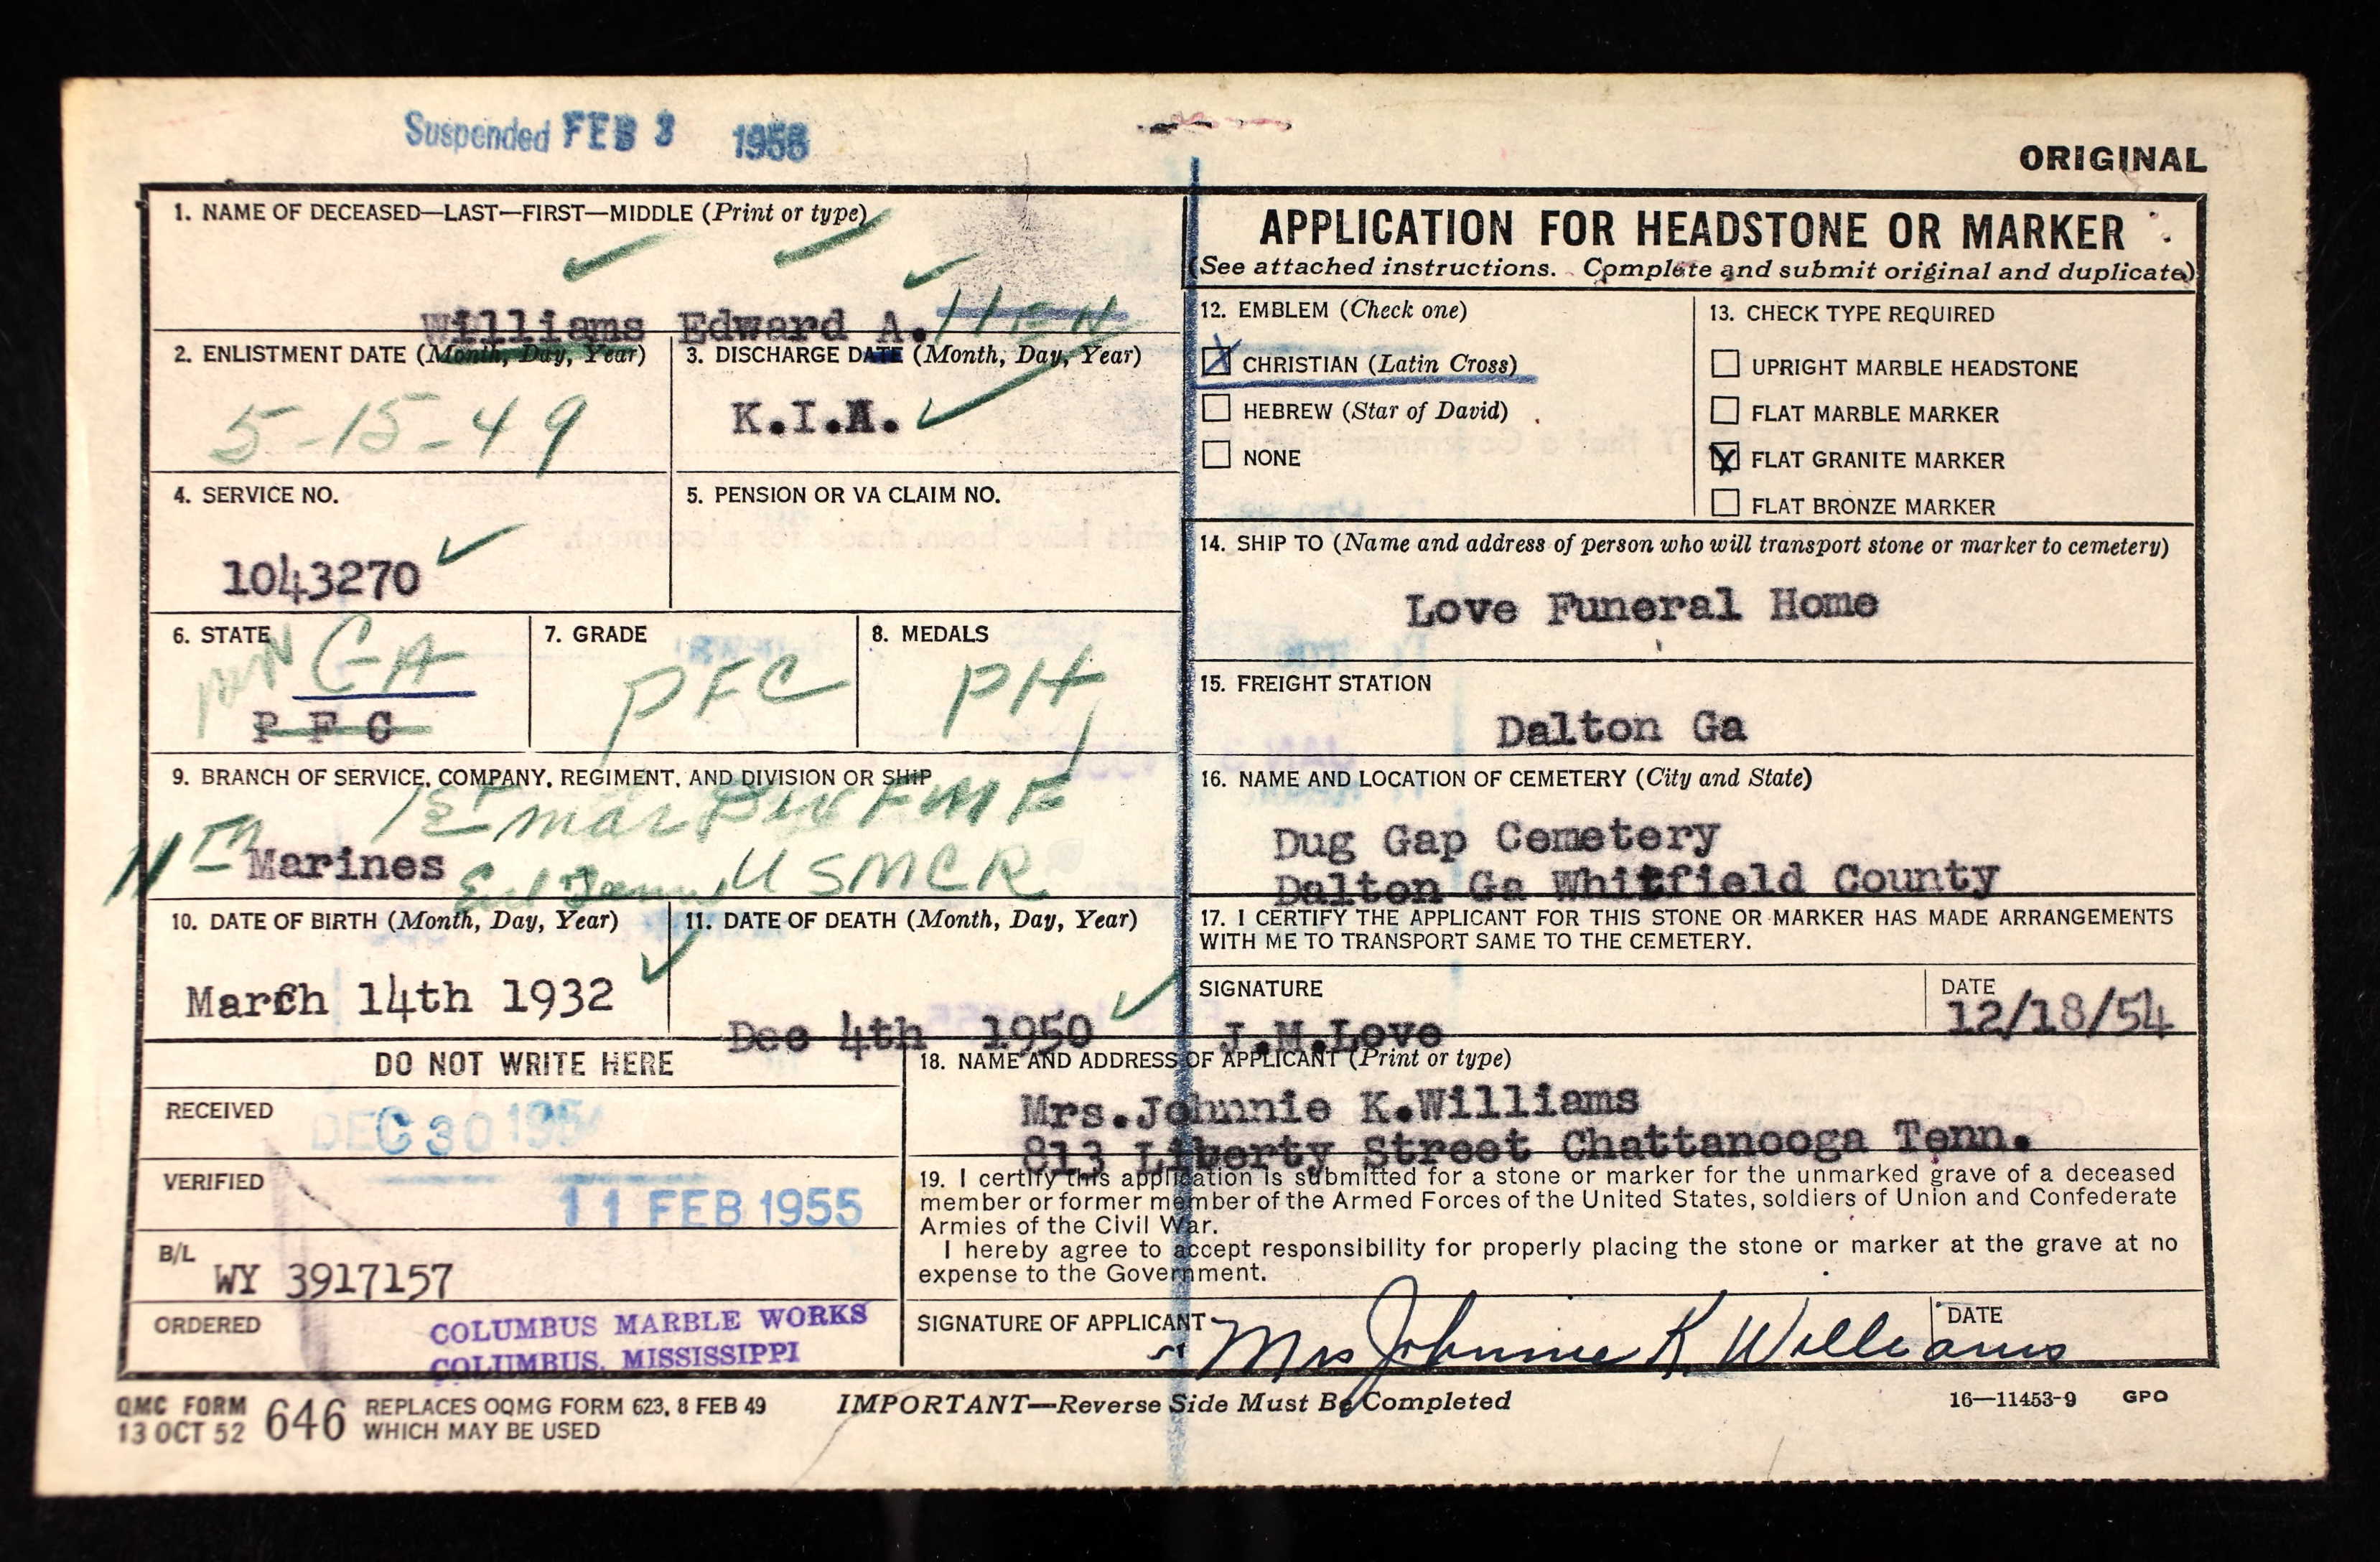 Suspended FEB 3 1955
ORIGINAL
1. NAME OF DECEASED—LAST—FIRST—MIDDLE (Print or type)
Williams Edward A.
2. ENLISTMENT DATE (Month, Day, Year)
5-15-49
3. DISCHARGE DATE (Month, Day, Year)
K.I.A.
4. SERVICE NO.
1043270
5. PENSION OR VA CLAIM NO.
6. STATE
GA
P F C
7. GRADE
PFC
8. MEDALS
PH
9. BRANCH OF SERVICE, COMPANY, REGIMENT, AND DIVISION OR SHIP
1st Mar Div FMF
Marines
USMCR
10. DATE OF BIRTH (Month, Day, Year)
March 14th 1932
11. DATE OF DEATH (Month, Day, Year)
Dec 4th 1950
APPLICATION FOR HEADSTONE OR MARKER
(See attached instructions. Complete and submit original and duplicate)
12. EMBLEM (Check one)
X CHRISTIAN (Latin Cross)
HEBREW (Star of David)
NONE
13. CHECK TYPE REQUIRED
UPRIGHT MARBLE HEADSTONE
FLAT MARBLE MARKER
X FLAT GRANITE MARKER
FLAT BRONZE MARKER
14. SHIP TO (Name and address of person who will transport stone or marker to cemetery)
Love Funeral Home
15. FREIGHT STATION
Dalton Ga
16. NAME AND LOCATION OF CEMETERY (City and State)
Dug Gap Cemetery
Dalton Ga Whitfield County
17. I CERTIFY THE APPLICANT FOR THIS STONE OR MARKER HAS MADE ARRANGEMENTS
WITH ME TO TRANSPORT SAME TO THE CEMETERY.
SIGNATURE
J.M.Love
DATE
12/18/54
DO NOT WRITE HERE
RECEIVED
DEC 30 1954
VERIFIED
11 FEB 1955
B/L
WY 3917157
ORDERED
COLUMBUS MARBLE WORKS
COLUMBUS, MISSISSIPPI
18. NAME AND ADDRESS OF APPLICANT (Print or type)
Mrs.Johnnie K.Williams
813 Liberty Street Chattanooga Tenn.
19. I certify this application is submitted for a stone or marker for the unmarked grave of a deceased
member or former member of the Armed Forces of the United States, soldiers of Union and Confederate
Armies of the Civil War.
I hereby agree to accept responsibility for properly placing the stone or marker at the grave at no
expense to the Government.
SIGNATURE OF APPLICANT
Mrs Johnnie K Williams
DATE
QMC FORM
13 OCT 52
646
REPLACES OQMG FORM 623, 8 FEB 49
WHICH MAY BE USED
IMPORTANT—Reverse Side Must Be Completed
16—11453-9 GPO